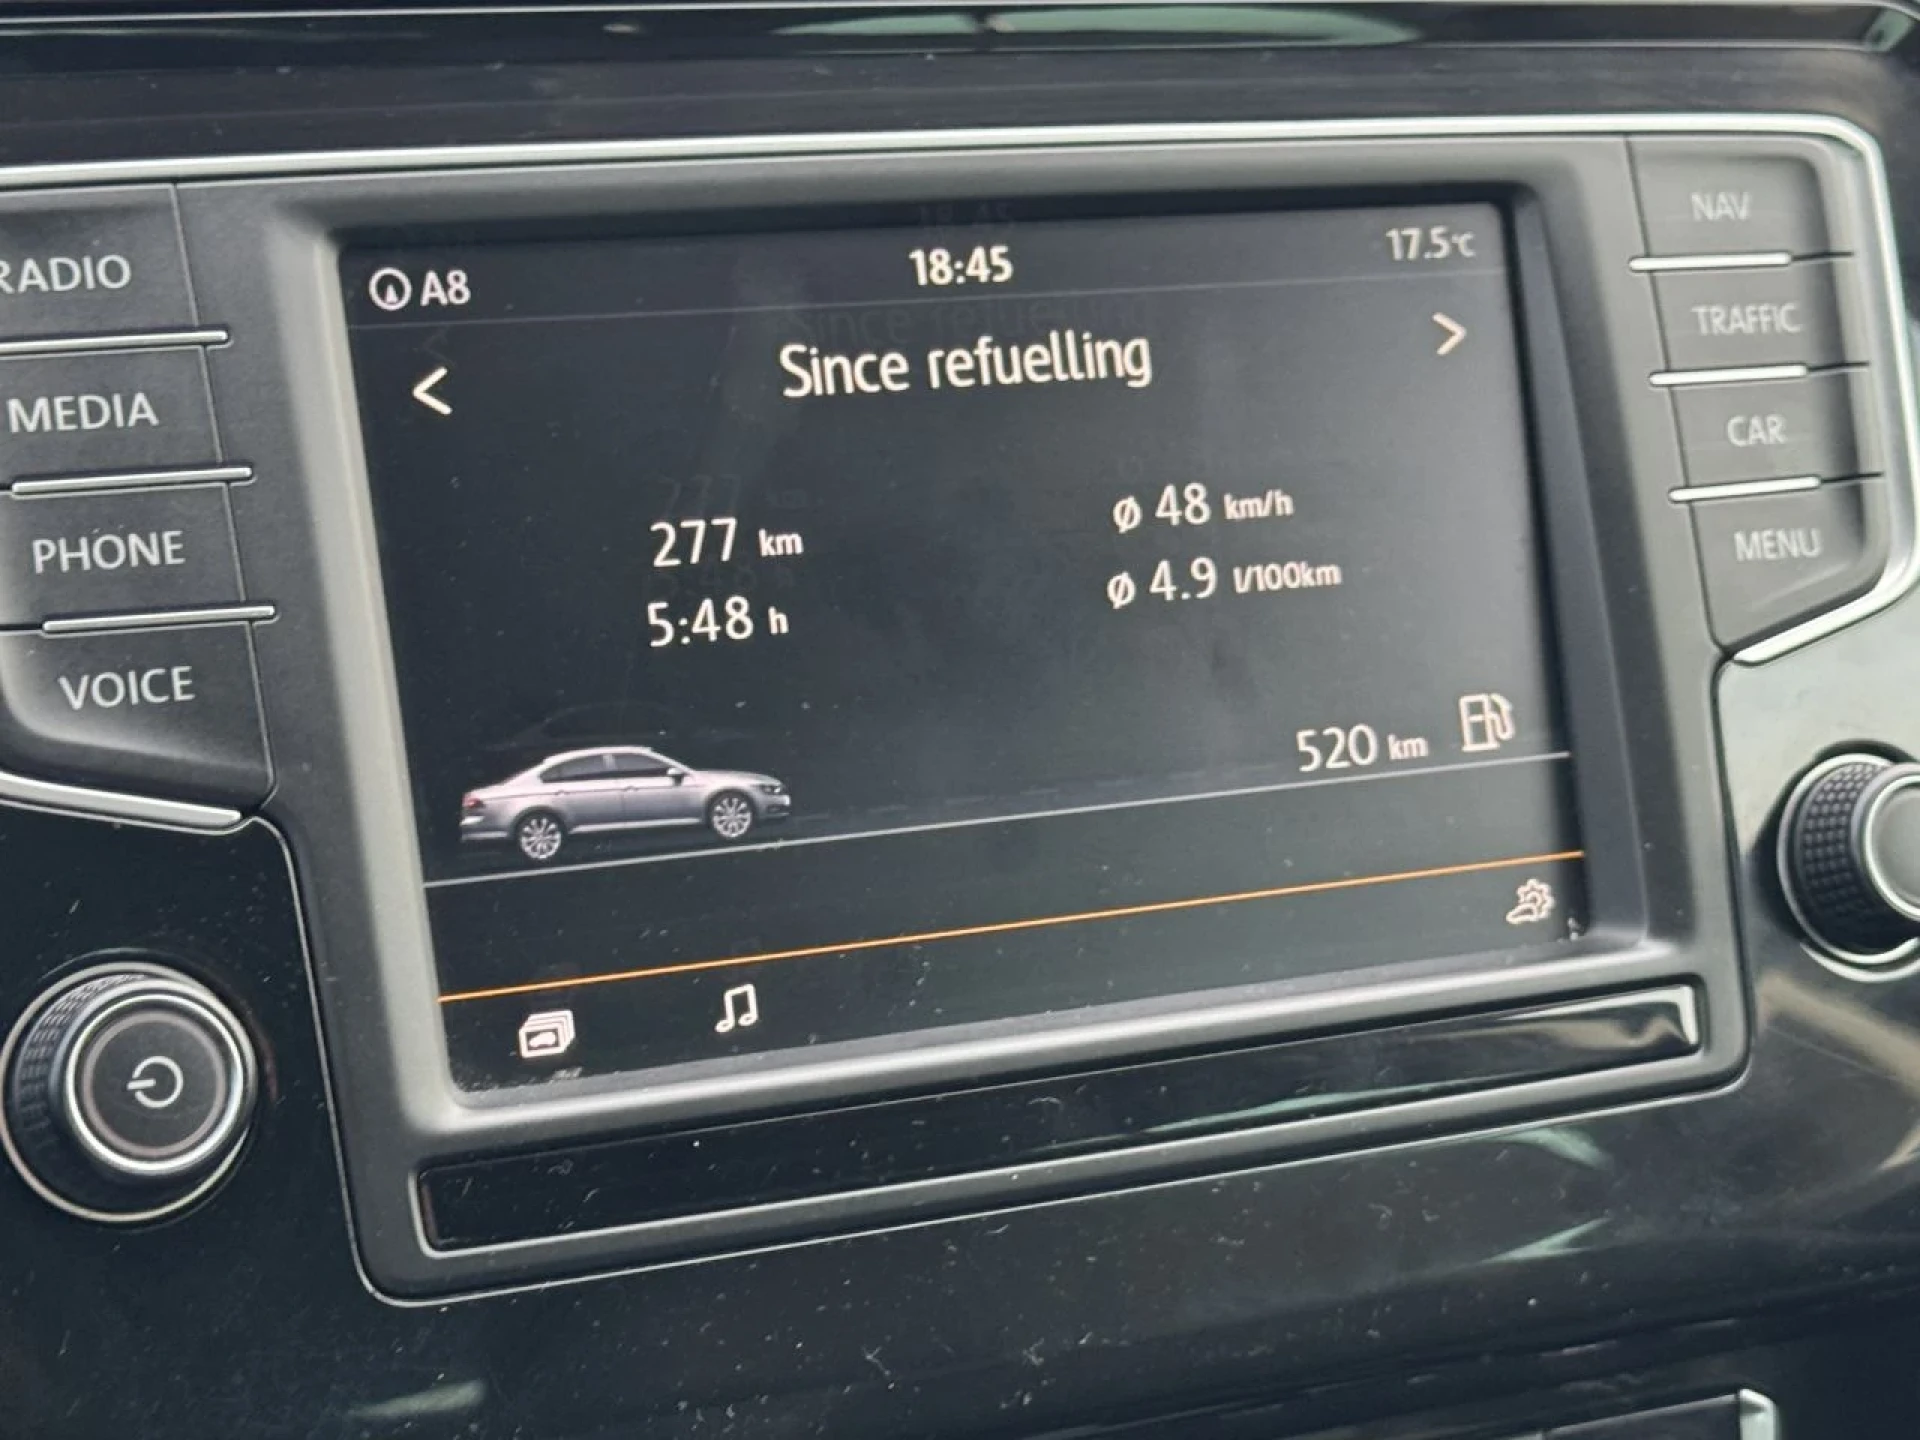 RADIO
MEDIA
PHONE
VOICE
A8
18:45
17.5°C
< Since refuelling >
277 km
5:48 h
ø 48 km/h
ø 4.9 l/100km
520 km
NAV
TRAFFIC
CAR
MENU